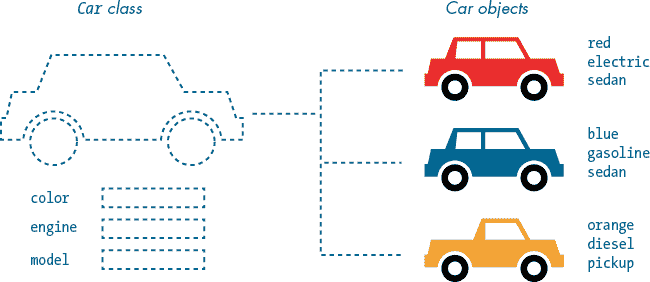 Car class
color
engine
model
Car objects
red
electric
sedan
blue
gasoline
sedan
orange
diesel
pickup